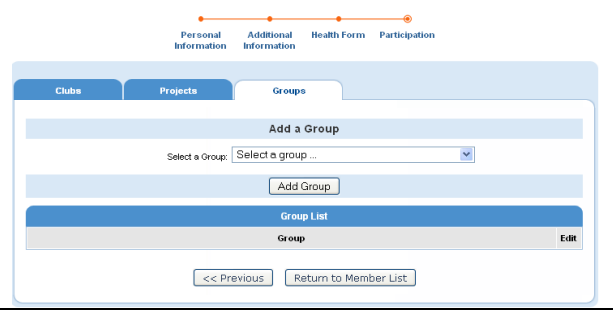 Personal Information
Additional Information
Health Form
Participation
Clubs
Projects
Groups
Add a Group
Select a Group: Select a group ...
Add Group
Group List
Group Edit
<< Previous
Return to Member List